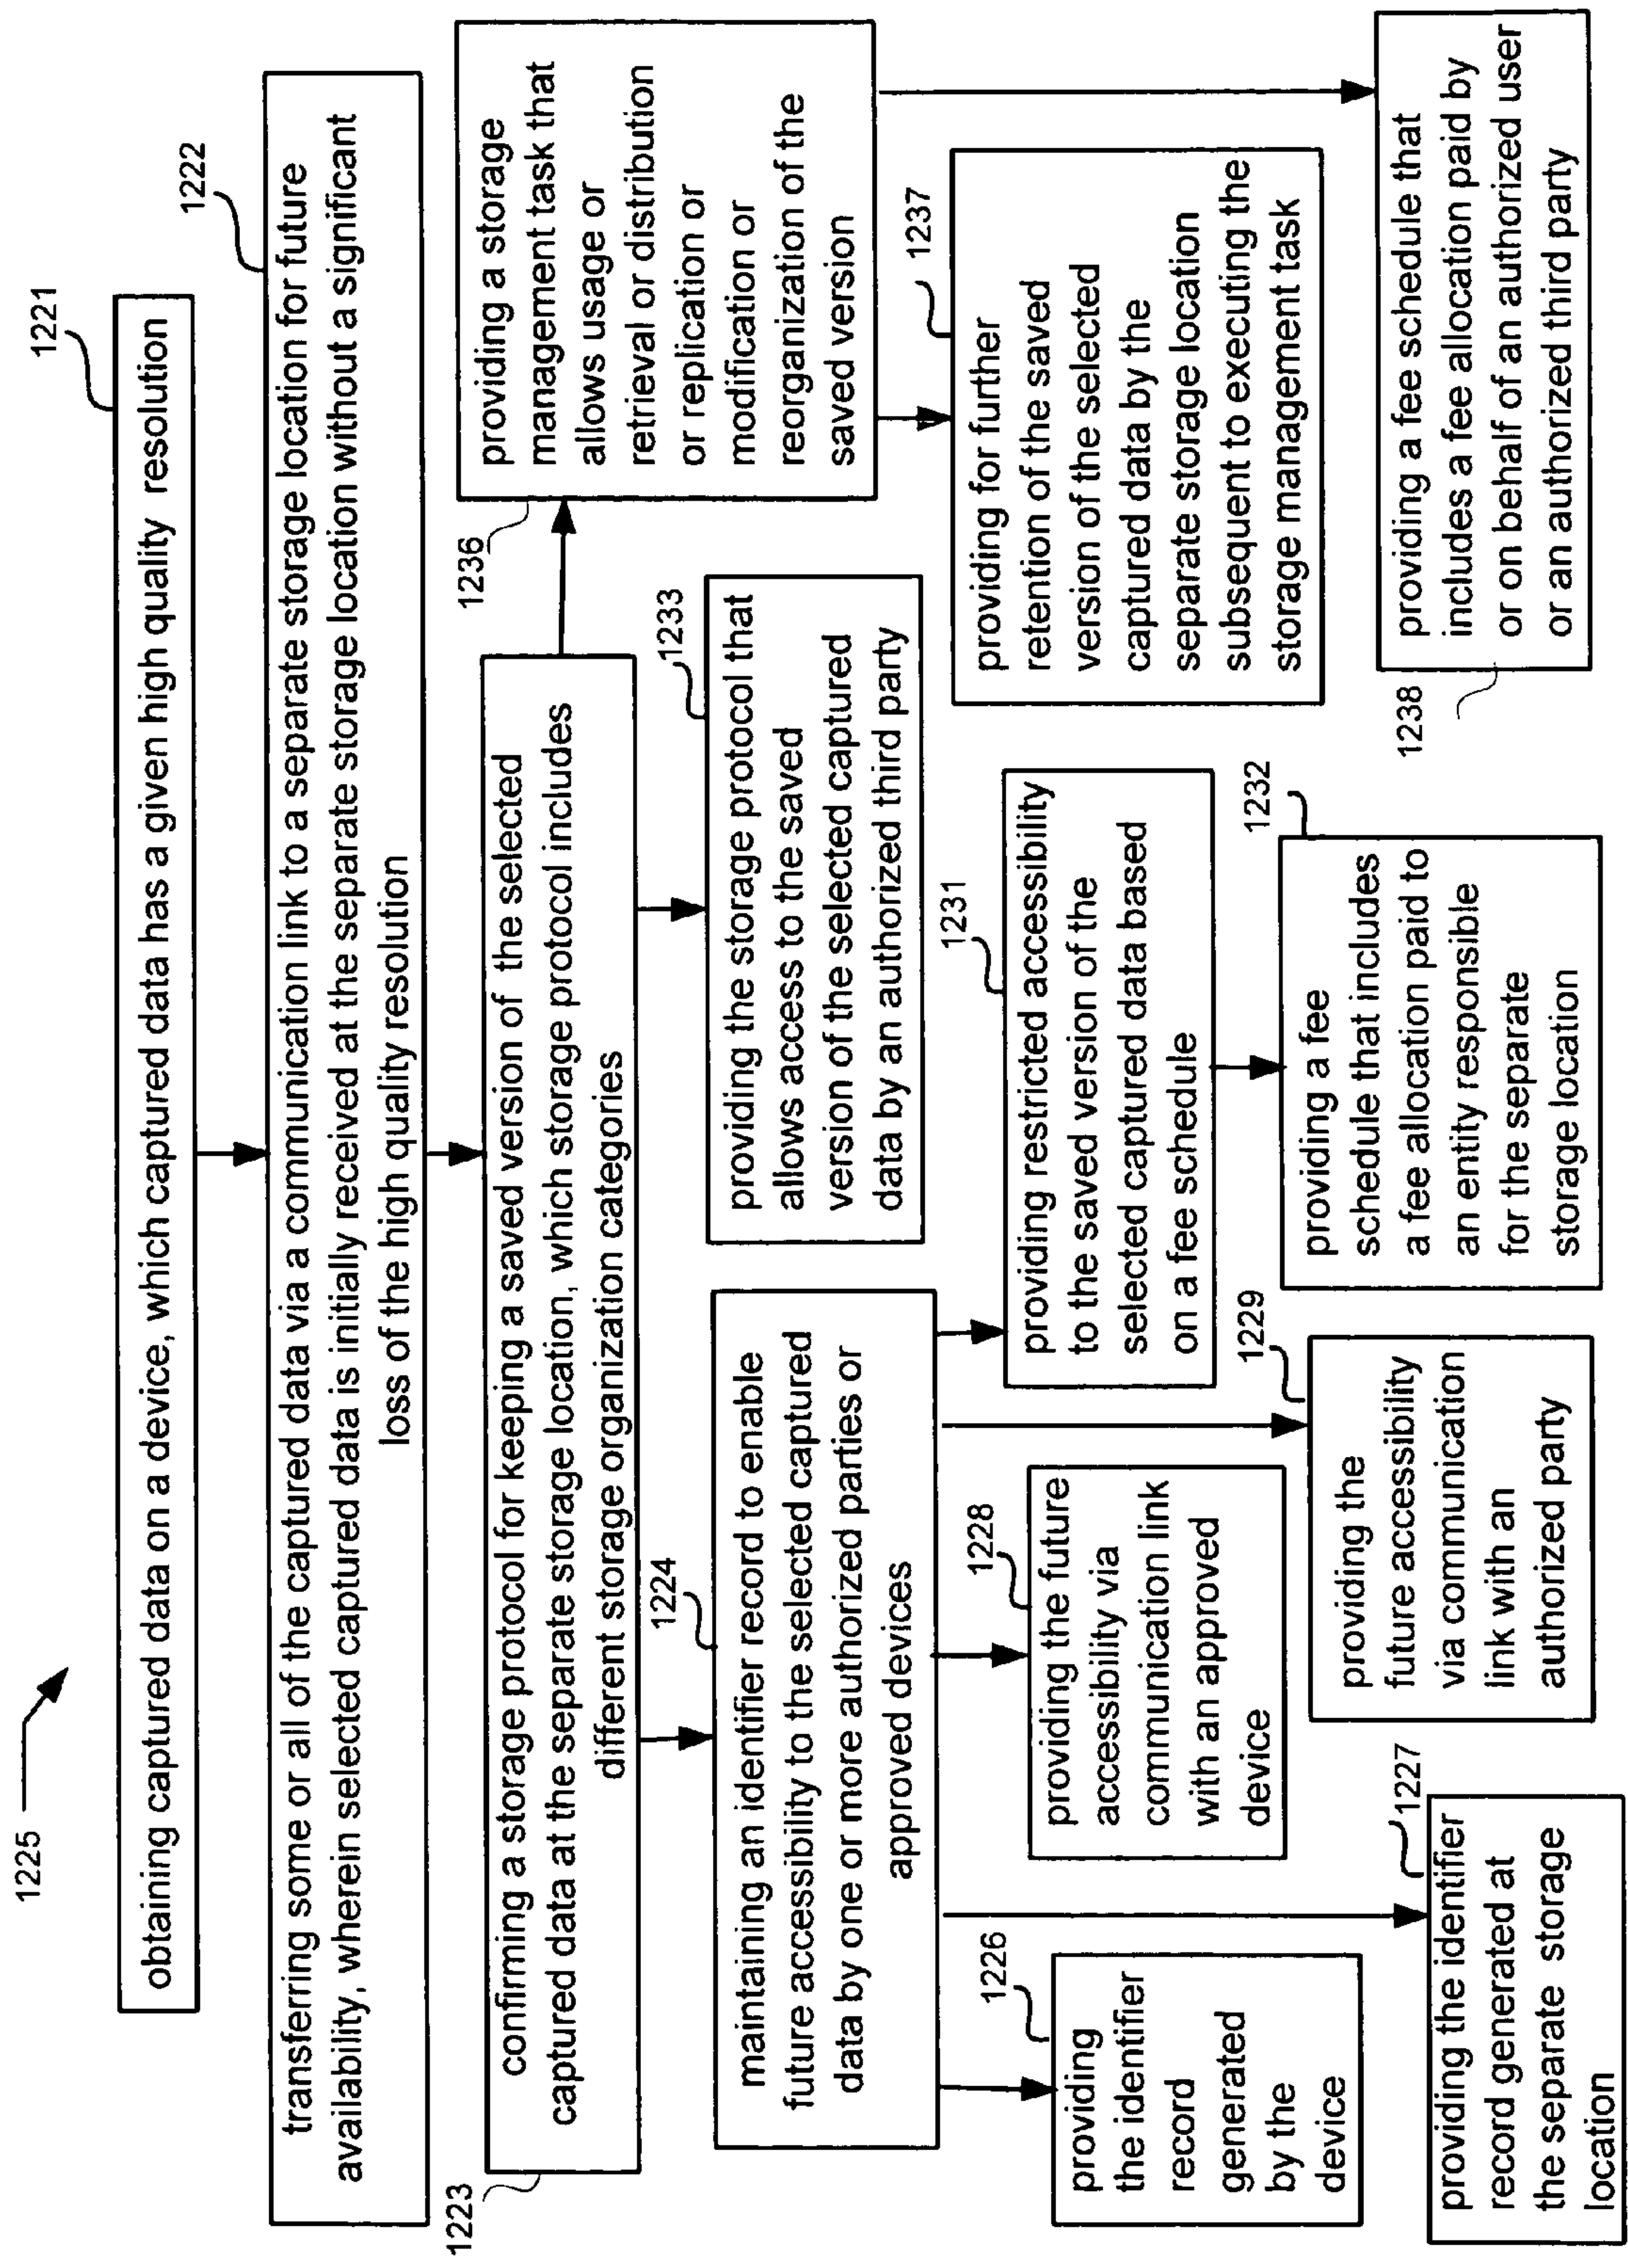 1225
1221
obtaining captured data on a device, which captured data has a given high quality resolution
1222
transferring some or all of the captured data via a communication link to a separate storage location for future
availability, wherein selected captured data is initially received at the separate storage location without a significant
loss of the high quality resolution
1223
confirming a storage protocol for keeping a saved version of the selected
captured data at the separate storage location, which storage protocol includes
different storage organization categories
1236
providing a storage
management task that
allows usage or
retrieval or distribution
or replication or
modification or
reorganization of the
saved version
1224
maintaining an identifier record to enable
future accessibility to the selected captured
data by one or more authorized parties or
approved devices
1233
providing the storage protocol that
allows access to the saved
version of the selected captured
data by an authorized third party
1237
providing for further
retention of the saved
version of the selected
captured data by the
separate storage location
subsequent to executing the
storage management task
1226
providing
the identifier
record
generated
by the
device
1228
providing the future
accessibility via
communication link
with an approved
device
1231
providing restricted accessibility
to the saved version of the
selected captured data based
on a fee schedule
1227
providing the identifier
record generated at
the separate storage
location
1229
providing the
future accessibility
via communication
link with an
authorized party
1232
providing a fee
schedule that includes
a fee allocation paid to
an entity responsible
for the separate
storage location
1238
providing a fee schedule that
includes a fee allocation paid by
or on behalf of an authorized user
or an authorized third party